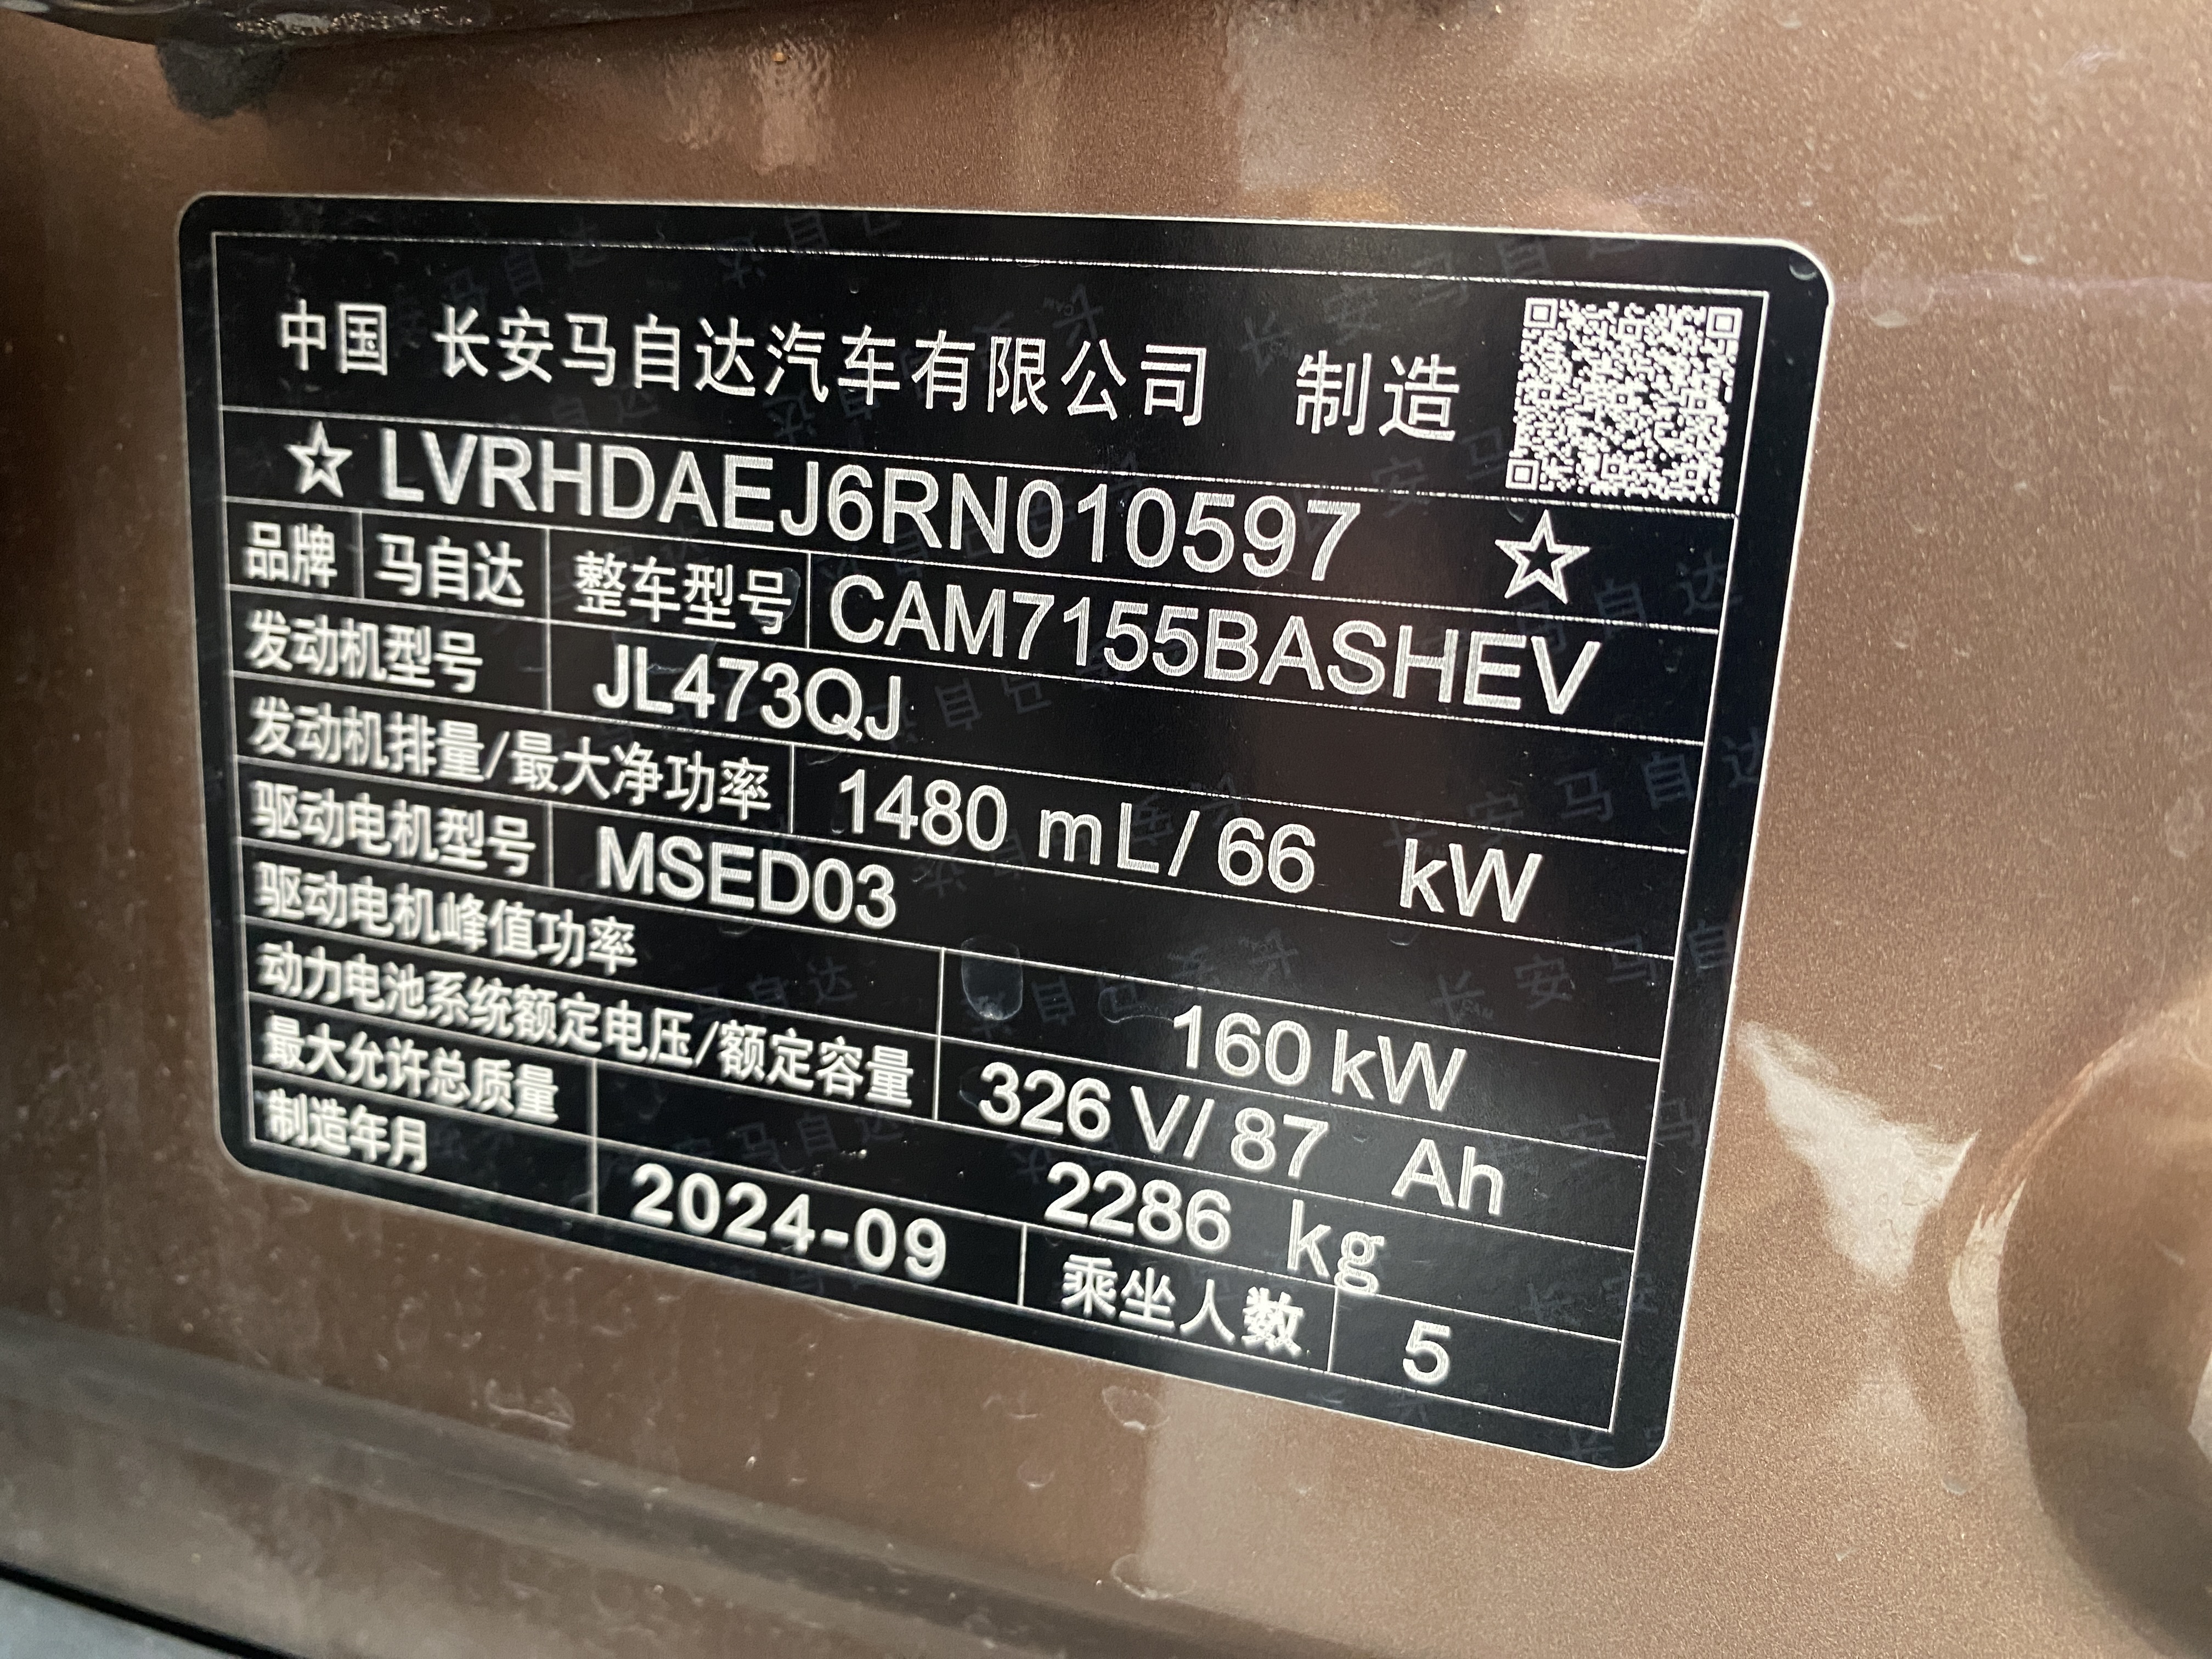 中国 长安马自达汽车有限公司 制造
☆ LVRHDAEJ6RN010597 ☆
品牌 马自达 整车型号 CAM7155BASHEV
发动机型号 JL473QJ
发动机排量/最大净功率 1480 mL/ 66 kW
驱动电机型号 MSED03
驱动电机峰值功率 160 kW
动力电池系统额定电压/额定容量 326 V/ 87 Ah
最大允许总质量 2286 kg
制造年月 2024-09 乘坐人数 5